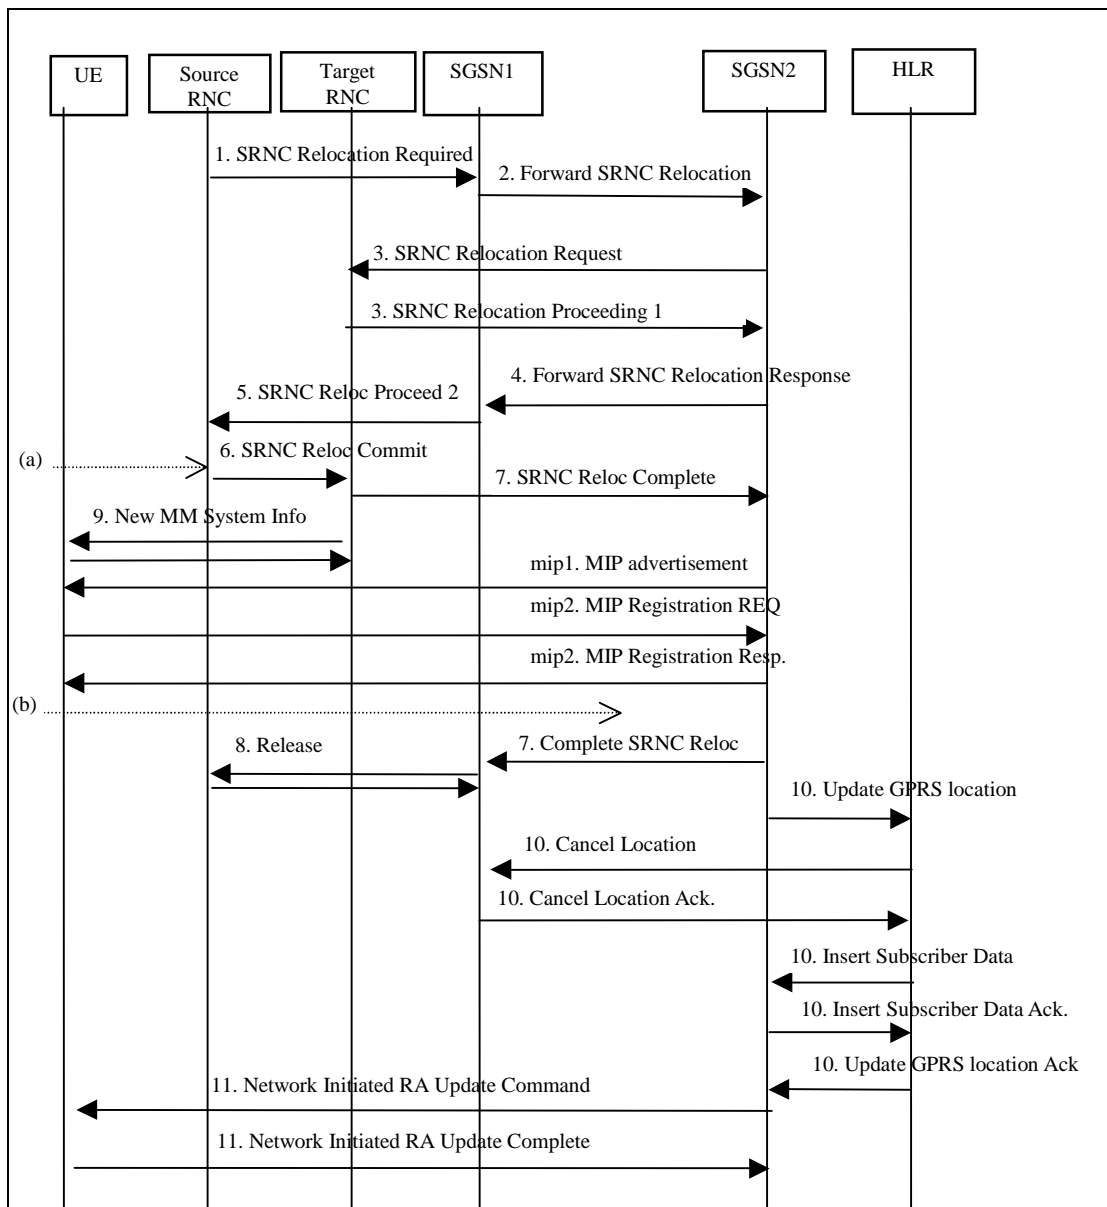 UE
Source
RNC
Target
RNC
SGSN1
SGSN2
HLR
1. SRNC Relocation Required
2. Forward SRNC Relocation
3. SRNC Relocation Request
3. SRNC Relocation Proceeding 1
4. Forward SRNC Relocation Response
5. SRNC Reloc Proceed 2
(a)
6. SRNC Reloc Commit
7. SRNC Reloc Complete
9. New MM System Info
mip1. MIP advertisement
mip2. MIP Registration REQ
mip2. MIP Registration Resp.
(b)
7. Complete SRNC Reloc
8. Release
10. Update GPRS location
10. Cancel Location
10. Cancel Location Ack.
10. Insert Subscriber Data
10. Insert Subscriber Data Ack.
10. Update GPRS location Ack
11. Network Initiated RA Update Command
11. Network Initiated RA Update Complete